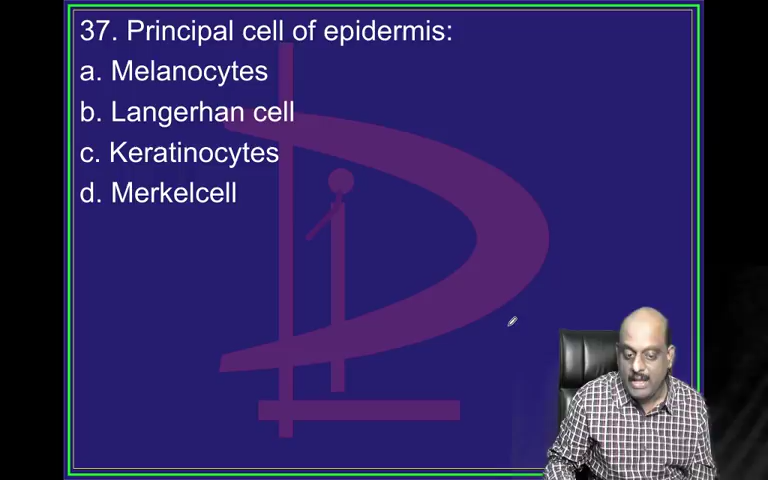 37. Principal cell of epidermis:
a. Melanocytes
b. Langerhan cell
c. Keratinocytes
d. Merkelcell